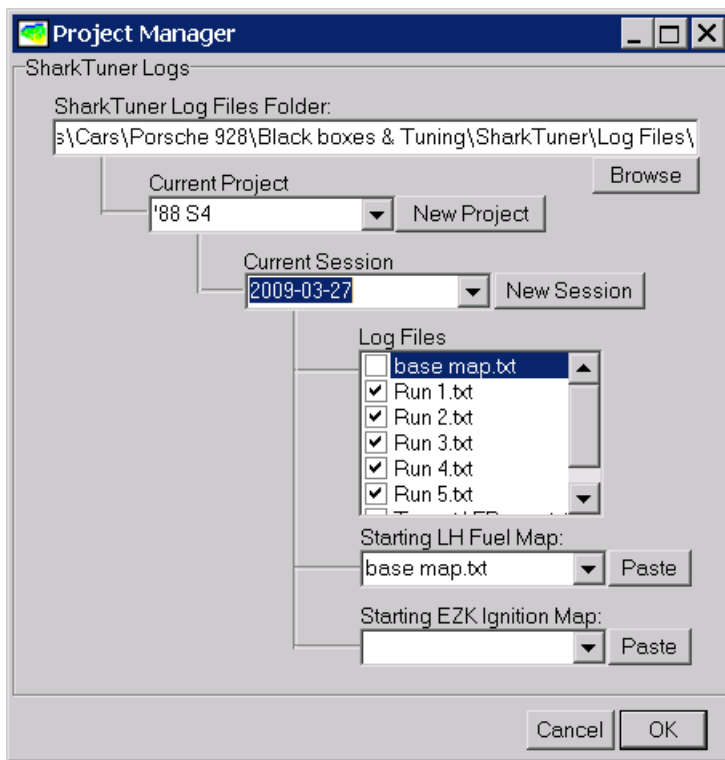 Project Manager
SharkTuner Logs
SharkTuner Log Files Folder:
s\Cars\Porsche 928\Black boxes & Tuning\SharkTuner\Log Files\
Browse
Current Project
'88 S4 New Project
Current Session
2009-03-27 New Session
Log Files
base map.txt
Run 1.txt
Run 2.txt
Run 3.txt
Run 4.txt
Run 5.txt
Starting LH Fuel Map:
base map.txt Paste
Starting EZK Ignition Map:
Paste
Cancel OK